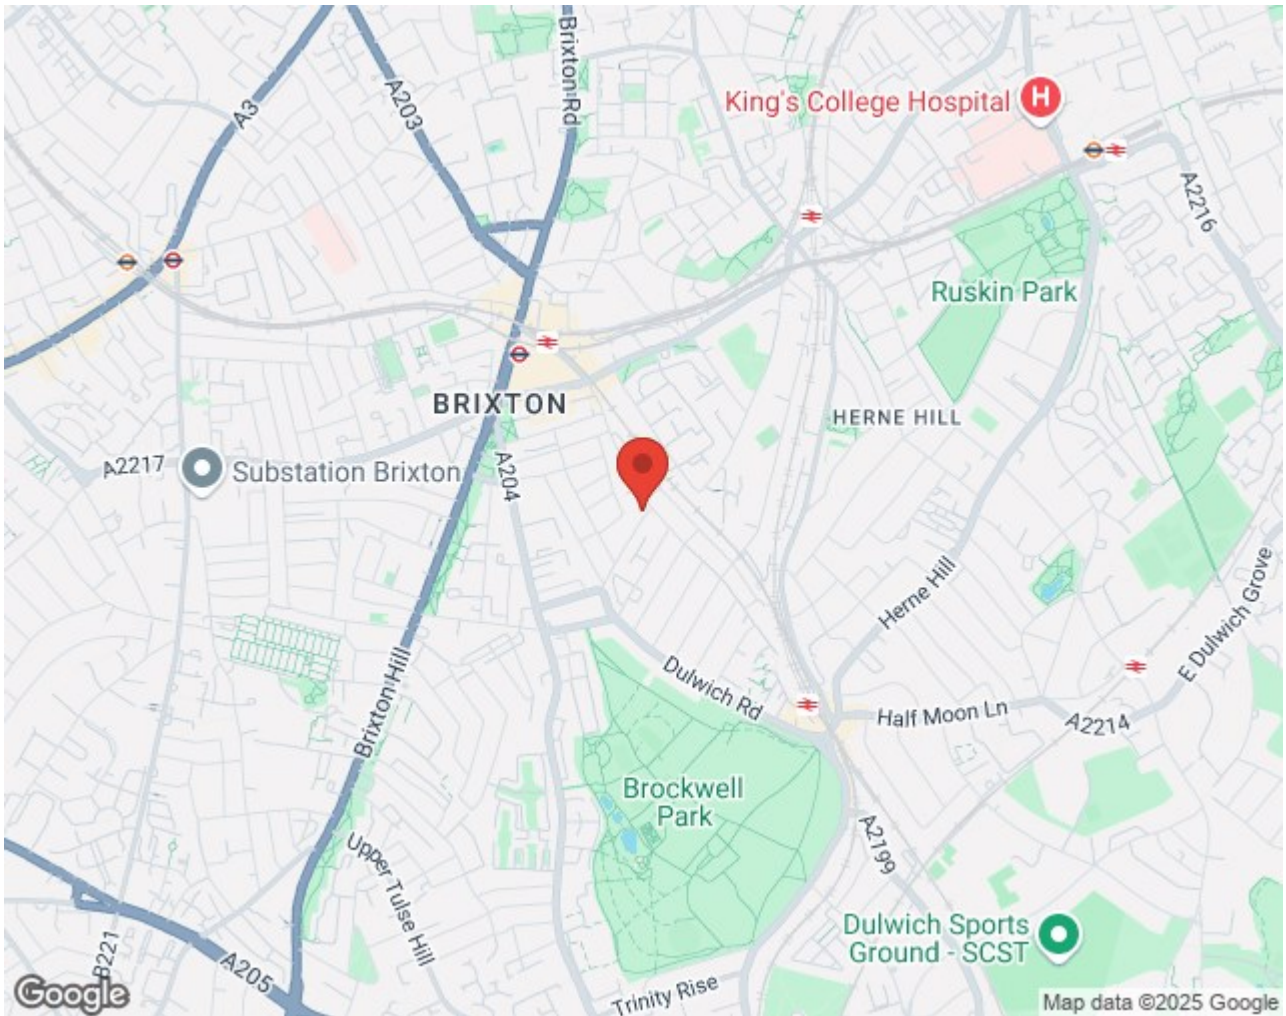 Brixton Rd
A3
A203
King's College Hospital
H
A2216
Ruskin Park
BRIXTON
HERNE HILL
A2217
Substation Brixton
A204
Herne Hill
E Dulwich Grove
Brixton Hill
Dulwich Rd
Half Moon Ln
A2214
Brockwell
Park
Upper Tulse Hill
A2199
Dulwich Sports
Ground - SCST
B221
A205
Trinity Rise
Google
Map data ©2025 Google